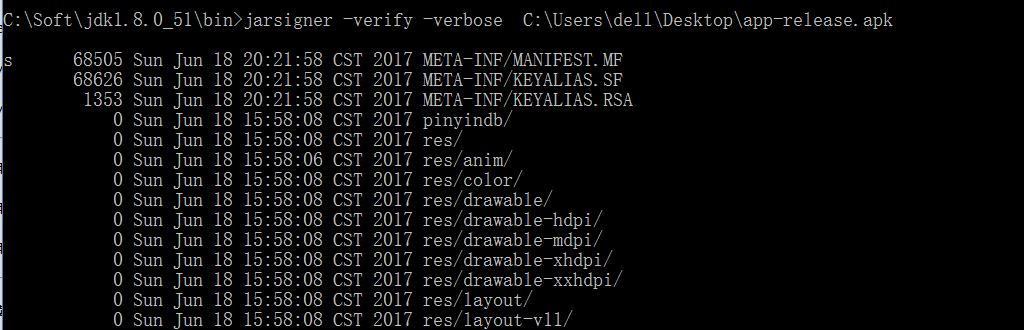 C:\Soft\jdk1.8.0_51\bin>jarsigner -verify -verbose  C:\Users\dell\Desktop\app-release.apk
s      68505 Sun Jun 18 20:21:58 CST 2017 META-INF/MANIFEST.MF
       68626 Sun Jun 18 20:21:58 CST 2017 META-INF/KEYALIAS.SF
        1353 Sun Jun 18 20:21:58 CST 2017 META-INF/KEYALIAS.RSA
           0 Sun Jun 18 15:58:08 CST 2017 pinyindb/
           0 Sun Jun 18 15:58:08 CST 2017 res/
           0 Sun Jun 18 15:58:06 CST 2017 res/anim/
           0 Sun Jun 18 15:58:08 CST 2017 res/color/
           0 Sun Jun 18 15:58:08 CST 2017 res/drawable/
           0 Sun Jun 18 15:58:08 CST 2017 res/drawable-hdpi/
           0 Sun Jun 18 15:58:08 CST 2017 res/drawable-mdpi/
           0 Sun Jun 18 15:58:08 CST 2017 res/drawable-xhdpi/
           0 Sun Jun 18 15:58:08 CST 2017 res/drawable-xxhdpi/
           0 Sun Jun 18 15:58:08 CST 2017 res/layout/
           0 Sun Jun 18 15:58:08 CST 2017 res/layout-v11/